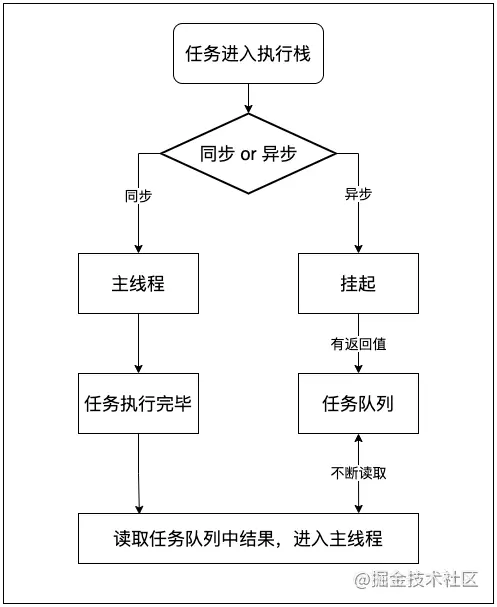 任务进入执行栈
同步 or 异步
同步
异步
主线程
挂起
有返回值
任务执行完毕
任务队列
不断读取
读取任务队列中结果，进入主线程
@掘金技术社区